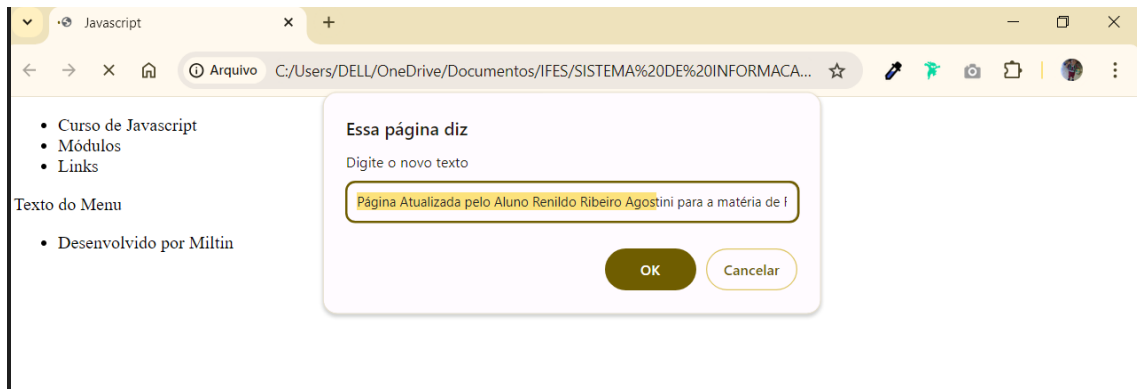 Javascript
Arquivo C:/Users/DELL/OneDrive/Documentos/IFES/SISTEMA%20DE%20INFORMACA...
Curso de Javascript
Módulos
Links
Texto do Menu
Desenvolvido por Miltin
Essa página diz
Digite o novo texto
Página Atualizada pelo Aluno Renildo Ribeiro Agostini para a matéria de
OK Cancelar